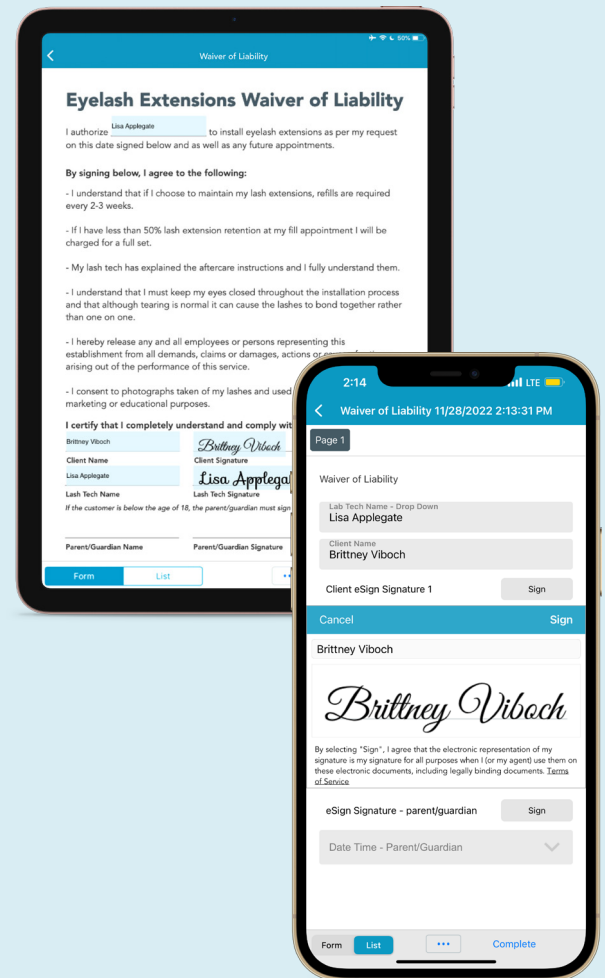 50%
Waiver of Liability
Eyelash Extensions Waiver of Liability
I authorize Lisa Applegate to install eyelash extensions as per my request
on this date signed below and as well as any future appointments.
By signing below, I agree to the following:
- I understand that if I choose to maintain my lash extensions, refills are required
every 2-3 weeks.
- If I have less than 50% lash extension retention at my fill appointment I will be
charged for a full set.
- My lash tech has explained the aftercare instructions and I fully understand them.
- I understand that I must keep my eyes closed throughout the installation process
and that although tearing is normal it can cause the lashes to bond together rather
than one on one.
- I hereby release any and all employees or persons representing this
establishment from all demands, claims or damages, actions or
arising out of the performance of this service.
- I consent to photographs taken of my lashes and used
marketing or educational purposes.
I certify that I completely understand and comply wit
Brittney Viboch Brittney Viboch
Client Name Client Signature
Lisa Applegate Lisa Applega
Lash Tech Name Lash Tech Signature
If the customer is below the age of 18, the parent/guardian must sign
Parent/Guardian Name Parent/Guardian Signature
Form List
2:14 LTE
Waiver of Liability 11/28/2022 2:13:31 PM
Page 1
Waiver of Liability
Lab Tech Name - Drop Down
Lisa Applegate
Client Name
Brittney Viboch
Client eSign Signature 1 Sign
Cancel Sign
Brittney Viboch
Brittney Viboch
By selecting "Sign", I agree that the electronic representation of my
signature is my signature for all purposes when I (or my agent) use them on
these electronic documents, including legally binding documents. Terms
of Service
eSign Signature - parent/guardian Sign
Date Time - Parent/Guardian
Form List ••• Complete